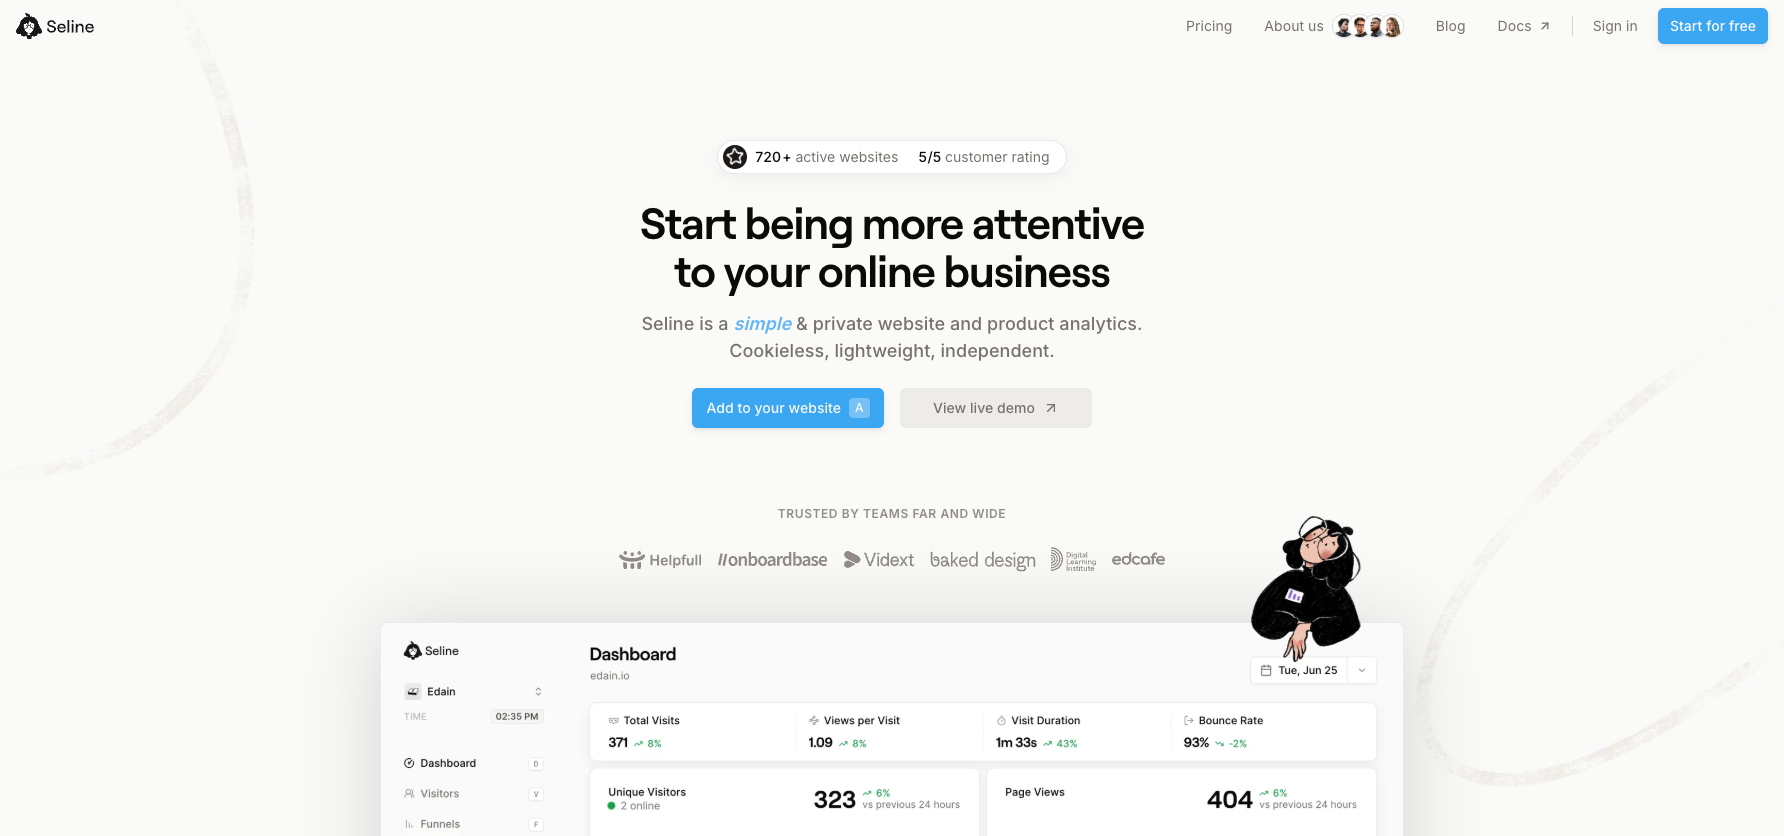 Seline
Pricing
About us
Blog
Docs
Sign in
Start for free
720+ active websites 5/5 customer rating
Start being more attentive
to your online business
Seline is a simple & private website and product analytics.
Cookieless, lightweight, independent.
Add to your website A
View live demo
TRUSTED BY TEAMS FAR AND WIDE
Helpfull
onboardbase
Vidext
baked design
Digital
Learning
Institute
edcafe
Seline
Edain
TIME 02:35 PM
Dashboard D
Visitors V
Funnels F
Dashboard
edain.io
Tue, Jun 25
Total Visits
371 8%
Views per Visit
1.09 8%
Visit Duration
1m 33s 43%
Bounce Rate
93% -2%
Unique Visitors
2 online
323 6%
vs previous 24 hours
Page Views
404 6%
vs previous 24 hours